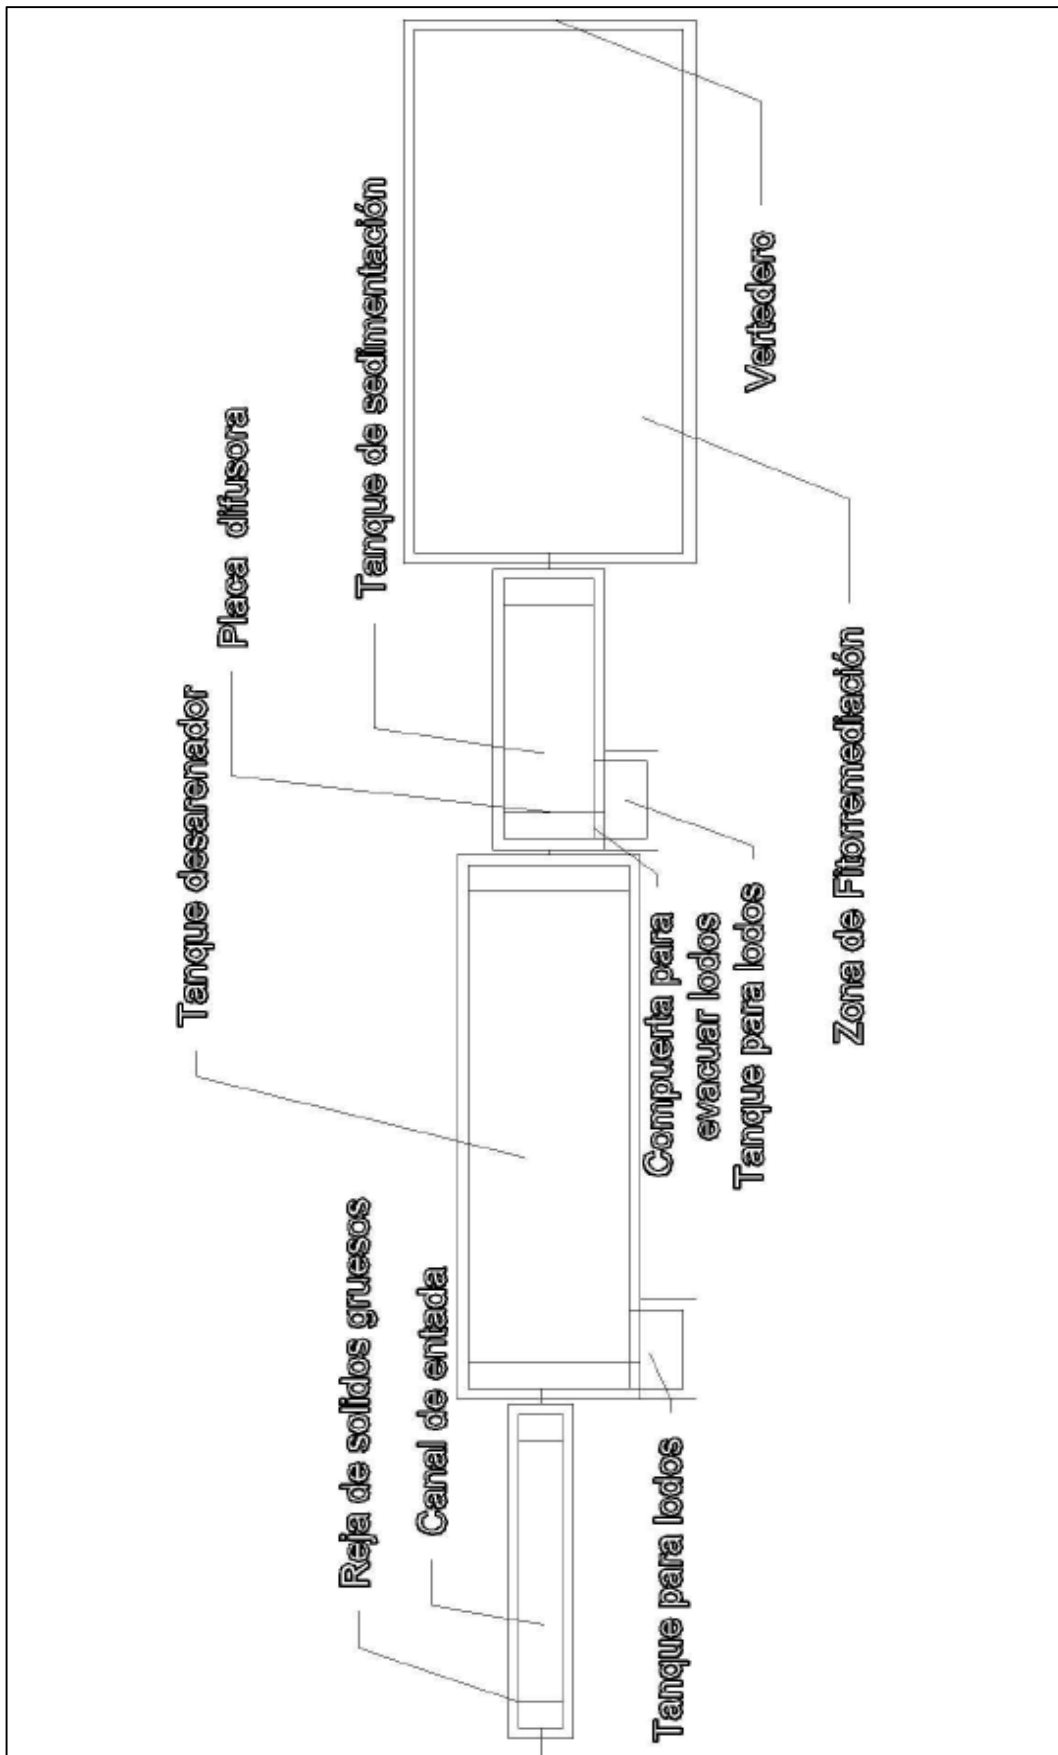 Reja de solidos gruesos
Canal de entada
Tanque para lodos
Tanque desarenador
Placa difusora
Tanque de sedimentación
Compuerta para
evacuar lodos
Tanque para lodos
Zona de Fitorremediación
Vertedero